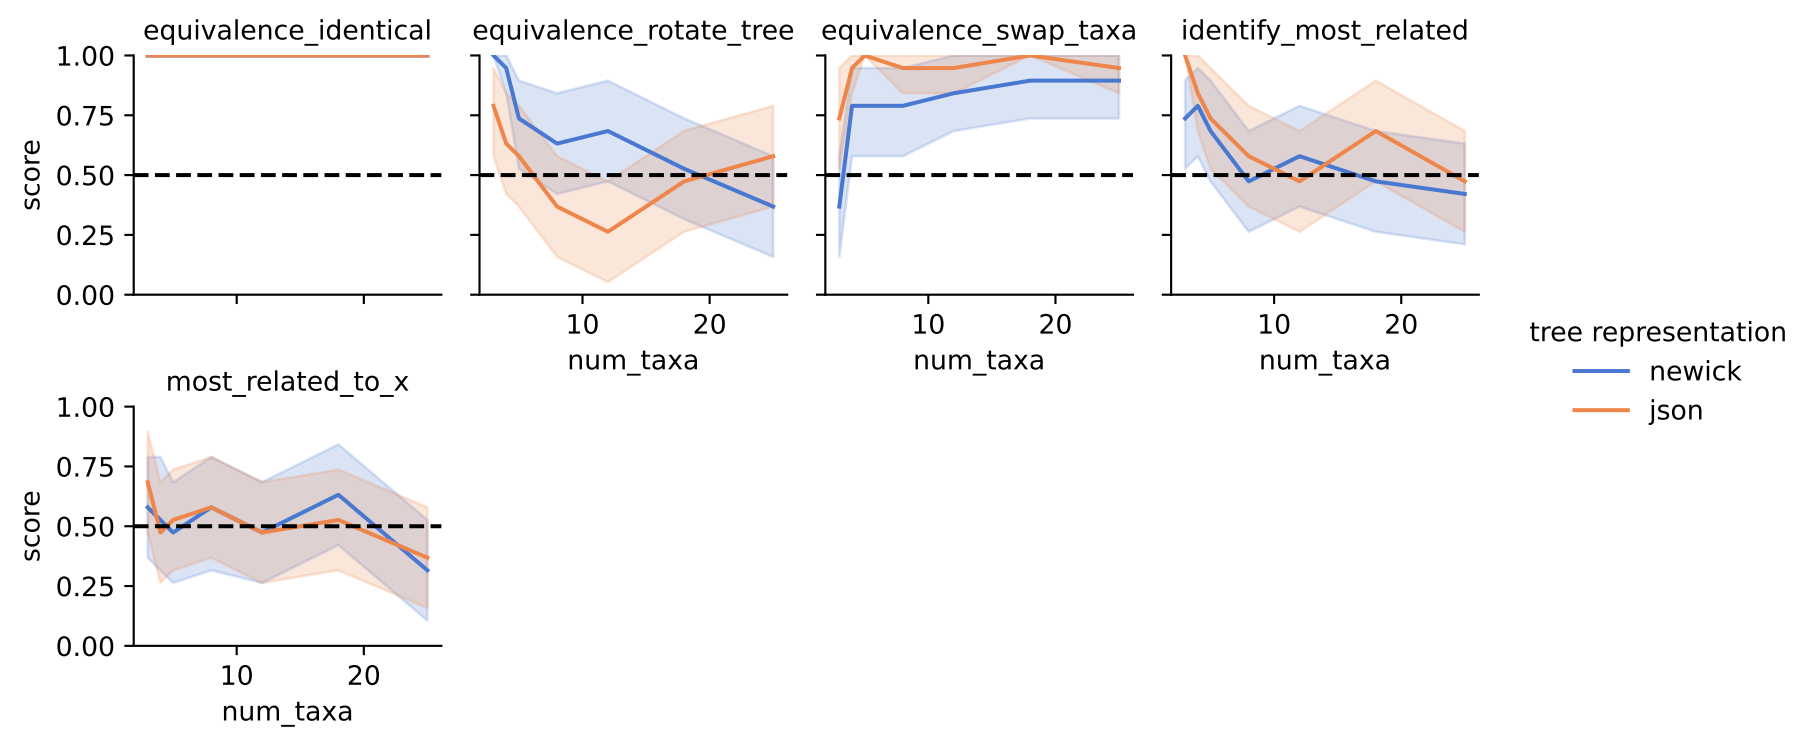 equivalence_identical
equivalence_rotate_tree
equivalence_swap_taxa
identify_most_related
score
1.00
0.75
0.50
0.25
0.00
10
20
num_taxa
10
20
num_taxa
10
20
num_taxa
most_related_to_x
score
1.00
0.75
0.50
0.25
0.00
10
20
num_taxa
tree representation
newick
json